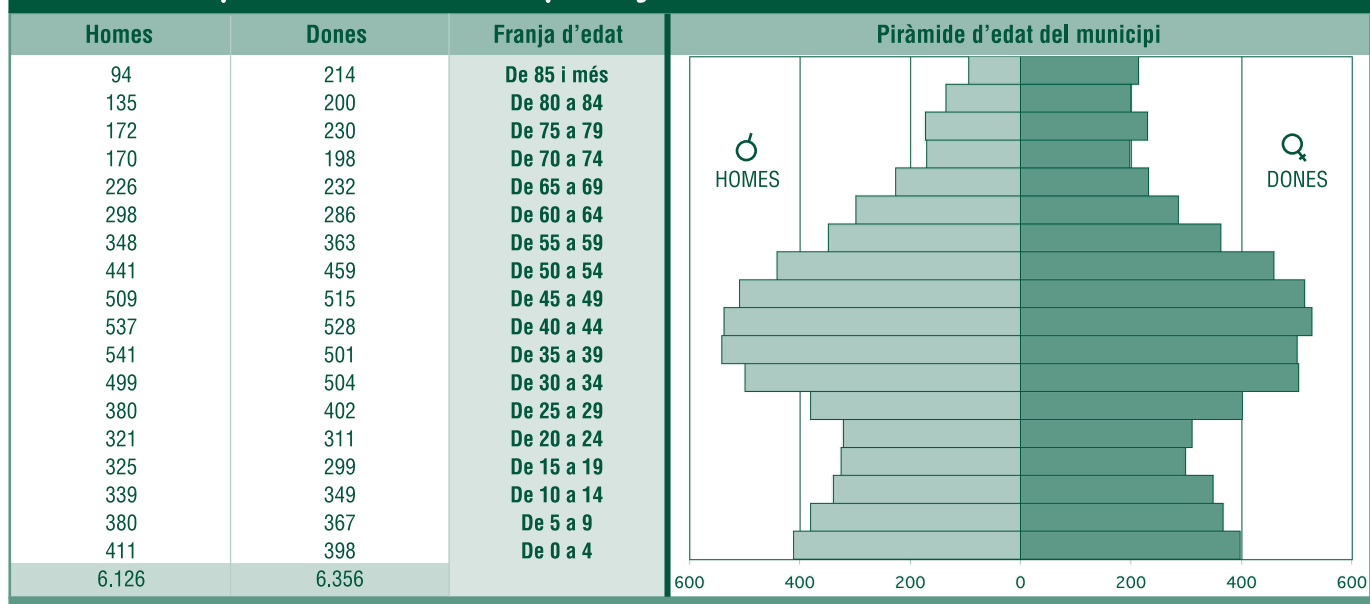 Homes Dones Franja d'edat Piràmide d'edat del municipi
94 214 De 85 i més
135 200 De 80 a 84
172 230 De 75 a 79
170 198 De 70 a 74
226 232 De 65 a 69
298 286 De 60 a 64
348 363 De 55 a 59
441 459 De 50 a 54
509 515 De 45 a 49
537 528 De 40 a 44
541 501 De 35 a 39
499 504 De 30 a 34
380 402 De 25 a 29
321 311 De 20 a 24
325 299 De 15 a 19
339 349 De 10 a 14
380 367 De 5 a 9
411 398 De 0 a 4
6.126 6.356
HOMES DONES
600 400 200 0 200 400 600